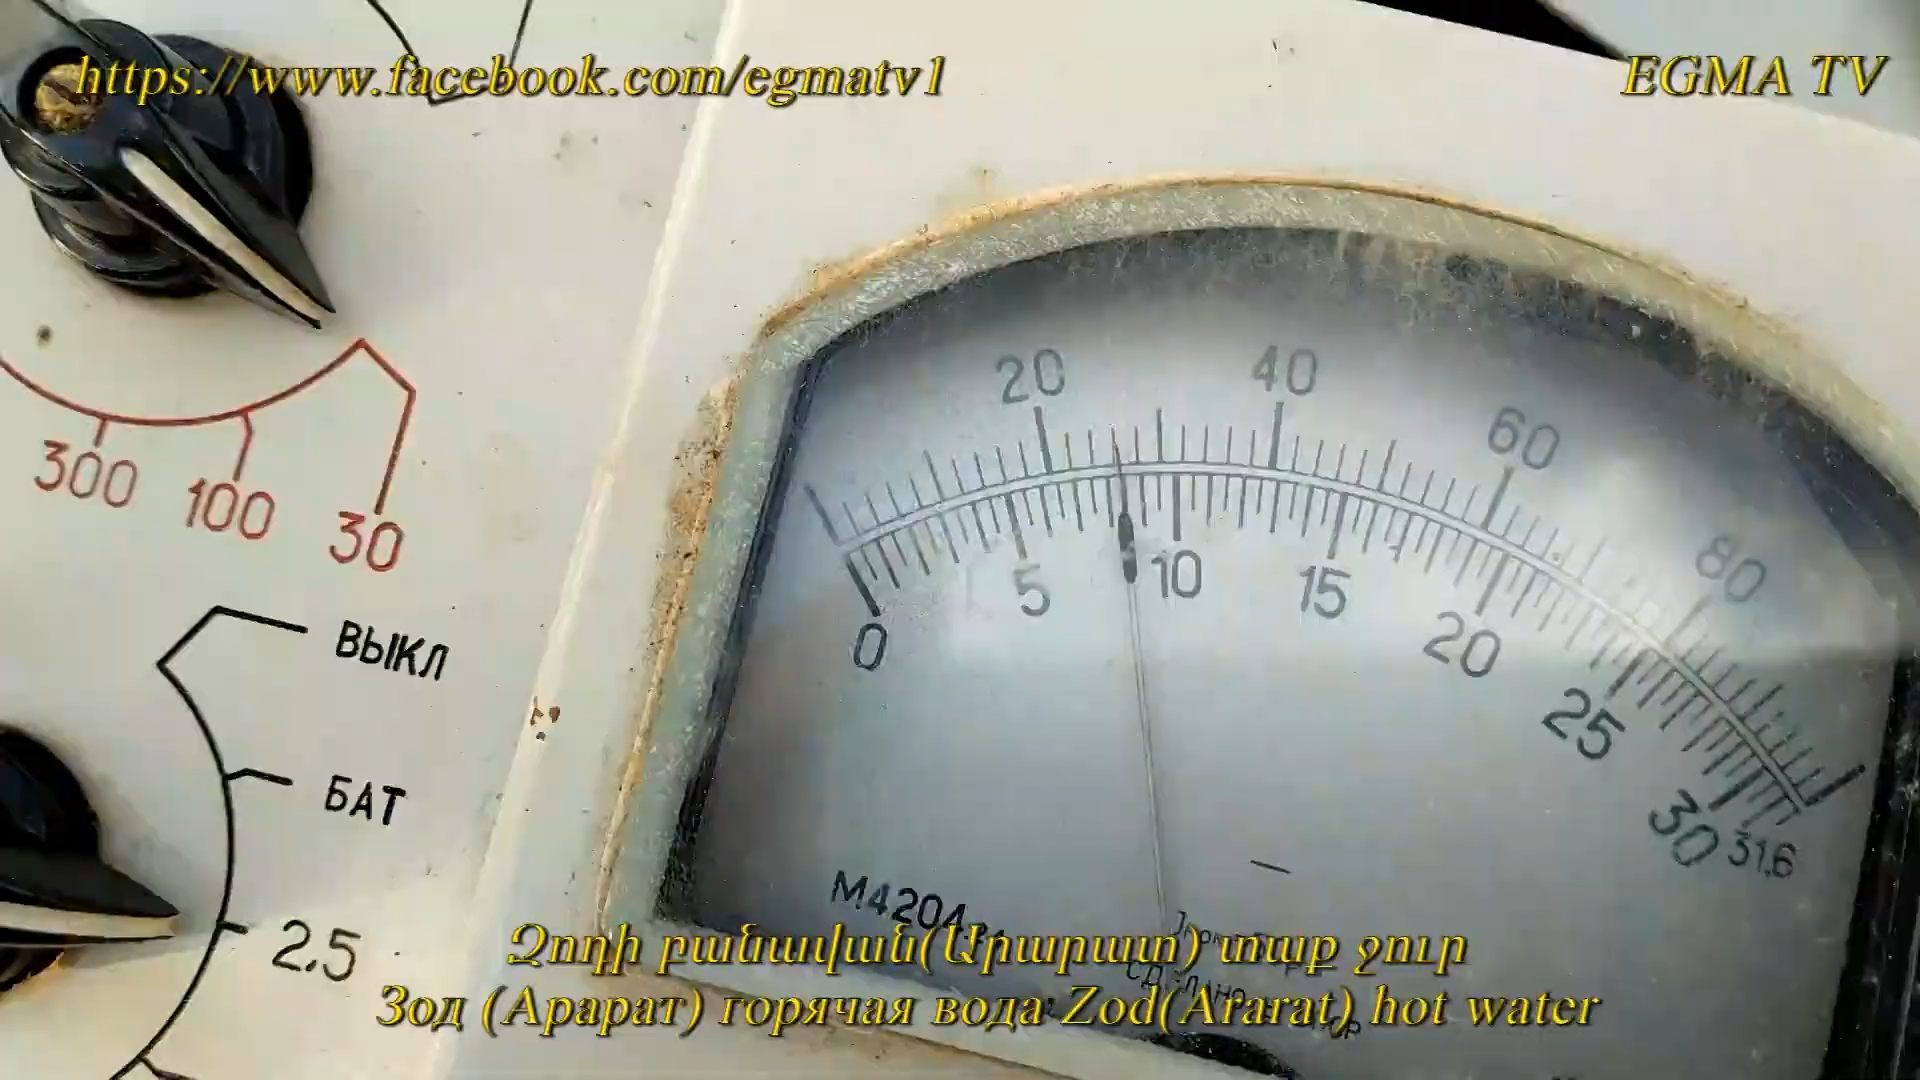 https://www.facebook.com/egmatv1
EGMA TV
300
100
30
ВЫКЛ
БАТ
2.5
20
40
60
80
0
5
10
15
20
25
30
31,6
М4204
Զոդի բանավան(Արարատ) տաք ջուր
Зод (Арарат) горячая вода Zod(Ararat) hot water